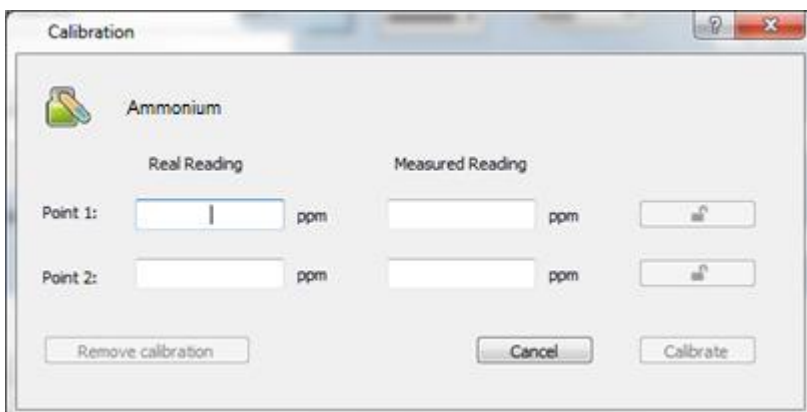 Calibration
Ammonium
Real Reading Measured Reading
Point 1: ppm ppm
Point 2: ppm ppm
Remove calibration Cancel Calibrate